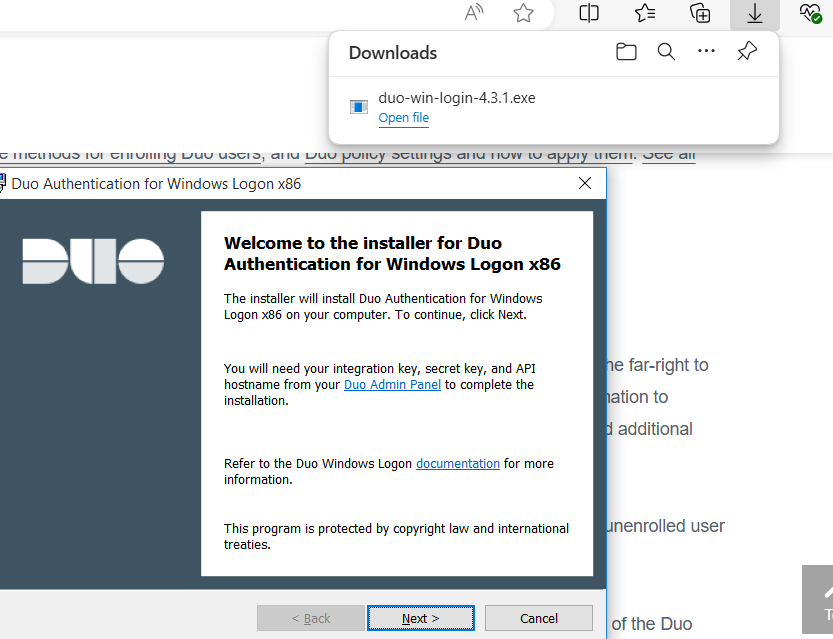 A
Downloads
duo-win-login-4.3.1.exe
Open file
e methods for enrolling Duo users, and Duo policy settings and how to apply them. See all
Duo Authentication for Windows Logon x86
DUO
Welcome to the installer for Duo
Authentication for Windows Logon x86
The installer will install Duo Authentication for Windows
Logon x86 on your computer. To continue, click Next.
You will need your integration key, secret key, and API
hostname from your Duo Admin Panel to complete the
installation.
Refer to the Duo Windows Logon documentation for more
information.
This program is protected by copyright law and international
treaties.
< Back
Next >
Cancel
he far-right to
nation to
d additional
unenrolled user
of the Duo